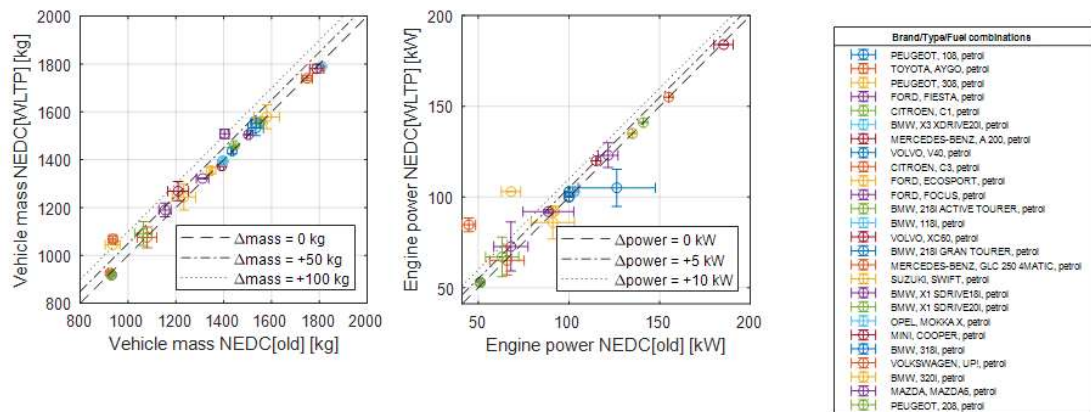 2000
1800
1600
1400
1200
1000
800
800 1000 1200 1400 1600 1800 2000
Vehicle mass NEDC[WLTP] [kg]
Vehicle mass NEDC[old] [kg]
Δmass = 0 kg
Δmass = +50 kg
Δmass = +100 kg
200
150
100
50
50 100 150 200
Engine power NEDC[WLTP] [kW]
Engine power NEDC[old] [kW]
Δpower = 0 kW
Δpower = +5 kW
Δpower = +10 kW
Brand/Type/Fuel combinations
PEUGEOT, 108, petrol
TOYOTA, AYGO, petrol
PEUGEOT, 308, petrol
FORD, FIESTA, petrol
CITROEN, C1, petrol
BMW, X3 XDRIVE20I, petrol
MERCEDES-BENZ, A 200, petrol
VOLVO, V40, petrol
CITROEN, C3, petrol
FORD, ECOSPORT, petrol
FORD, FOCUS, petrol
BMW, 218I ACTIVE TOURER, petrol
BMW, 118I, petrol
VOLVO, XC60, petrol
BMW, 218I GRAN TOURER, petrol
MERCEDES-BENZ, GLC 250 4MATIC, petrol
SUZUKI, SWIFT, petrol
BMW, X1 SDRIVE18I, petrol
BMW, X1 SDRIVE20I, petrol
OPEL, MOKKA X, petrol
MINI, COOPER, petrol
BMW, 318I, petrol
VOLKSWAGEN, UP!, petrol
BMW, 320I, petrol
MAZDA, MAZDA6, petrol
PEUGEOT, 208, petrol